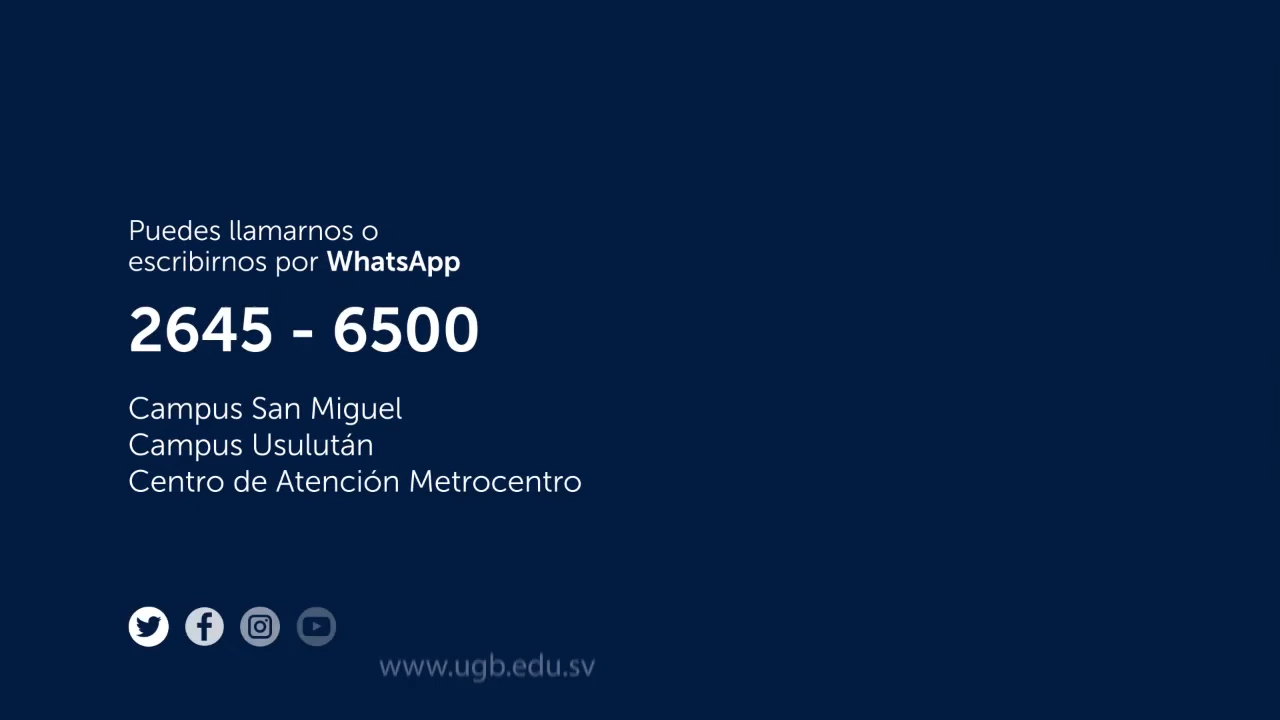 Puedes llamarnos o
escribirnos por WhatsApp
2645 - 6500
Campus San Miguel
Campus Usulután
Centro de Atención Metrocentro
www.ugb.edu.sv